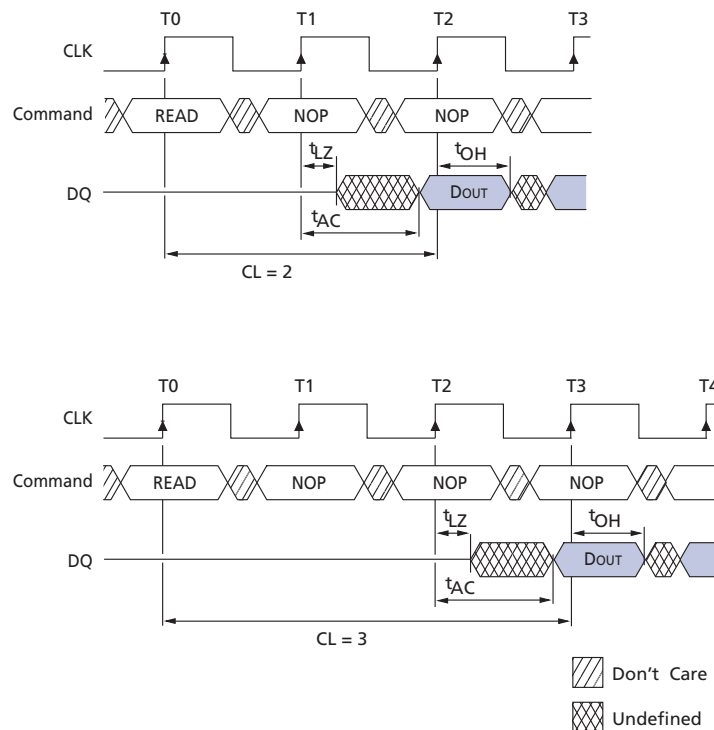 T0 T1 T2 T3
CLK
Command READ NOP NOP
tLZ tOH
DQ DOUT
tAC
CL = 2
T0 T1 T2 T3 T4
CLK
Command READ NOP NOP NOP
tLZ tOH
DQ DOUT
tAC
CL = 3
Don't Care
Undefined